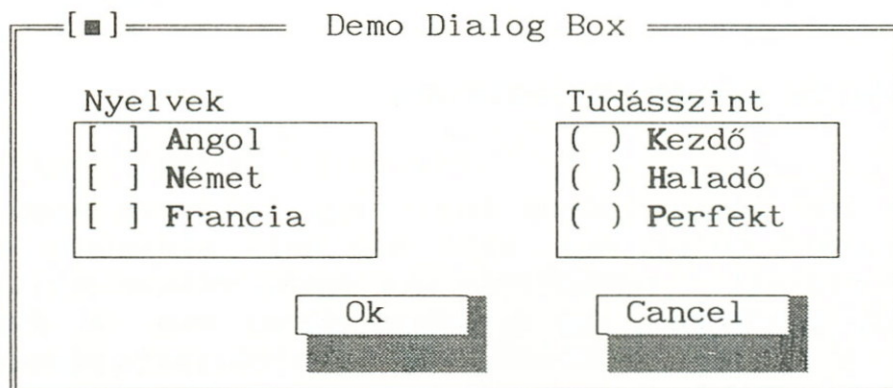 [■] Demo Dialog Box
Nyelvek Tudásszint
[ ] Angol ( ) Kezdő
[ ] Német ( ) Haladó
[ ] Francia ( ) Perfekt
Ok Cancel